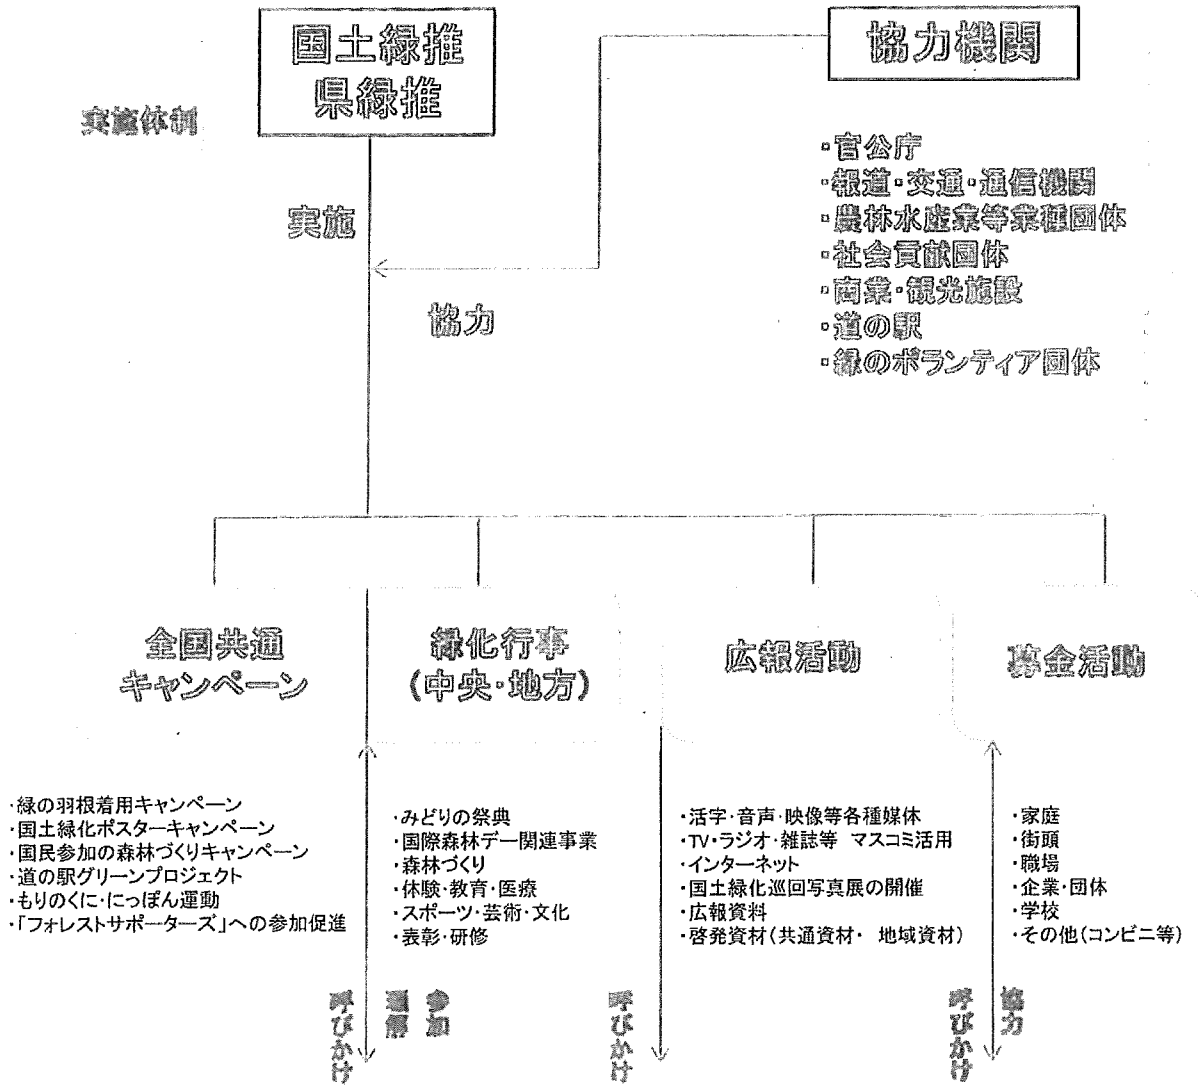 国土緑推
県緑推
協力機関
実施体制
・官公庁
・報道・交通・通信機関
・農林水産業等業種団体
・社会貢献団体
・商業・観光施設
・道の駅
・緑のボランティア団体
実施
協力
全国共通
キャンペーン
緑化行事
(中央・地方)
広報活動
募金活動
・緑の羽根着用キャンペーン
・国土緑化ポスターキャンペーン
・国民参加の森林づくりキャンペーン
・道の駅グリーンプロジェクト
・もりのくに・にっぽん運動
・「フォレストサポーターズ」への参加促進
・みどりの祭典
・国際森林デー関連事業
・森林づくり
・体験・教育・医療
・スポーツ・芸術・文化
・表彰・研修
・活字・音声・映像等各種媒体
・TV・ラジオ・雑誌等 マスコミ活用
・インターネット
・国土緑化巡回写真展の開催
・広報資料
・啓発資材(共通資材・ 地域資材)
・家庭
・街頭
・職場
・企業・団体
・学校
・その他(コンビニ等)
呼びかけ
理解
参加
呼びかけ
呼びかけ
協力